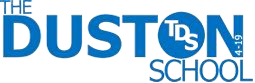 THE
DUSTON
TDS
4-19
SCHOOL